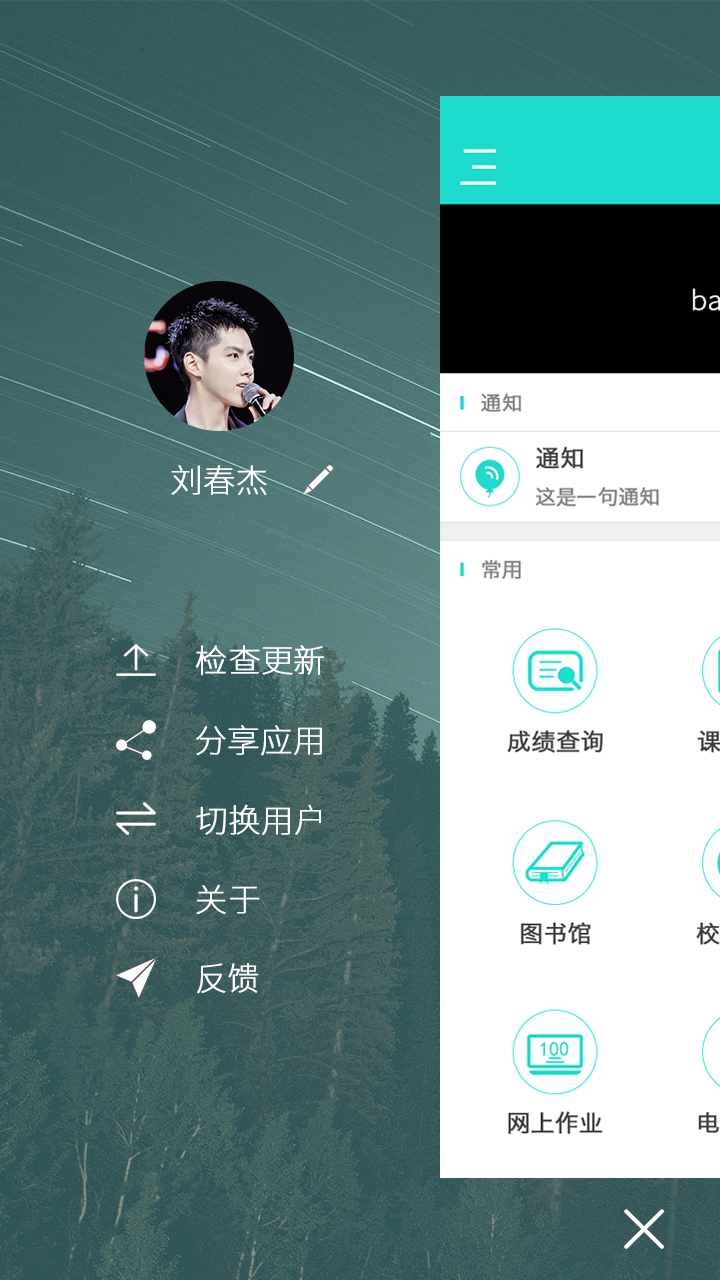 刘春杰
检查更新
分享应用
切换用户
关于
反馈
ba
通知
通知
这是一句通知
常用
成绩查询
课
图书馆
校
100
网上作业
电